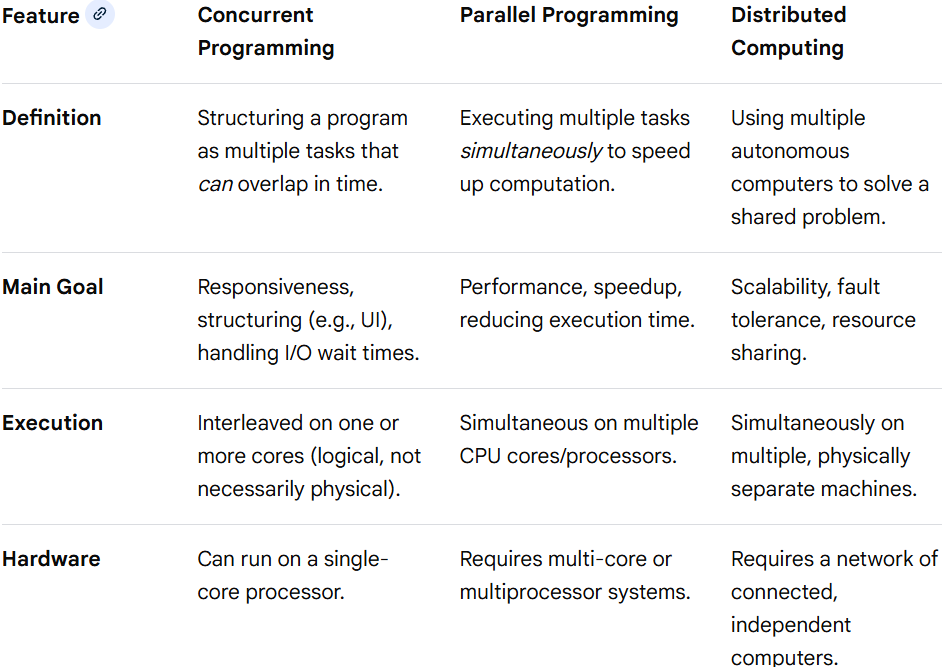 Feature
Concurrent
Programming
Parallel Programming
Distributed
Computing
Definition
Structuring a program
as multiple tasks that
can overlap in time.
Executing multiple tasks
simultaneously to speed
up computation.
Using multiple
autonomous
computers to solve a
shared problem.
Main Goal
Responsiveness,
structuring (e.g., UI),
handling I/O wait times.
Performance, speedup,
reducing execution time.
Scalability, fault
tolerance, resource
sharing.
Execution
Interleaved on one or
more cores (logical, not
necessarily physical).
Simultaneous on multiple
CPU cores/processors.
Simultaneously on
multiple, physically
separate machines.
Hardware
Can run on a single-
core processor.
Requires multi-core or
multiprocessor systems.
Requires a network of
connected,
independent
computers.